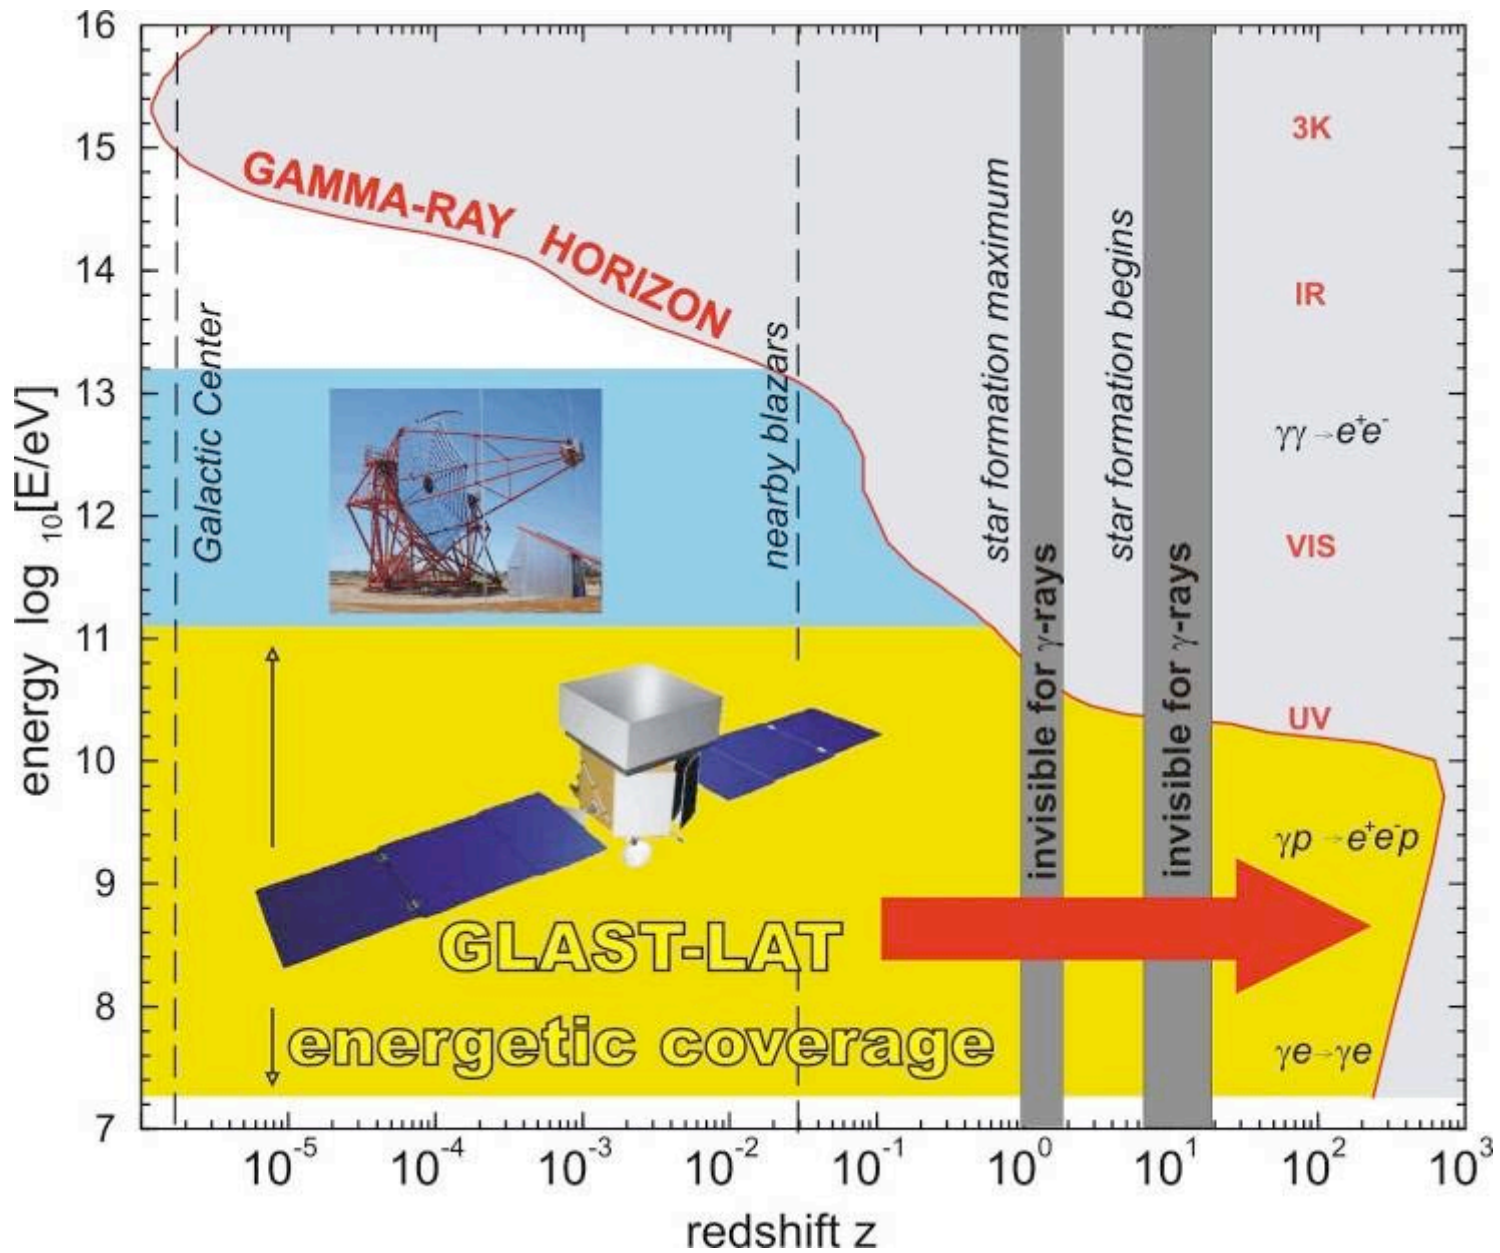 16
15
14
13
12
11
10
9
8
7
energy log 10[E/eV]
GAMMA-RAY HORIZON
Galactic Center
nearby blazars
star formation maximum
star formation begins
invisible for γ-rays
invisible for γ-rays
3K
IR
γγ→e⁺e⁻
VIS
UV
γp→e⁺e⁻p
γe→γe
GLAST-LAT
energetic coverage
10⁻⁵ 10⁻⁴ 10⁻³ 10⁻² 10⁻¹ 10⁰ 10¹ 10² 10³
redshift z